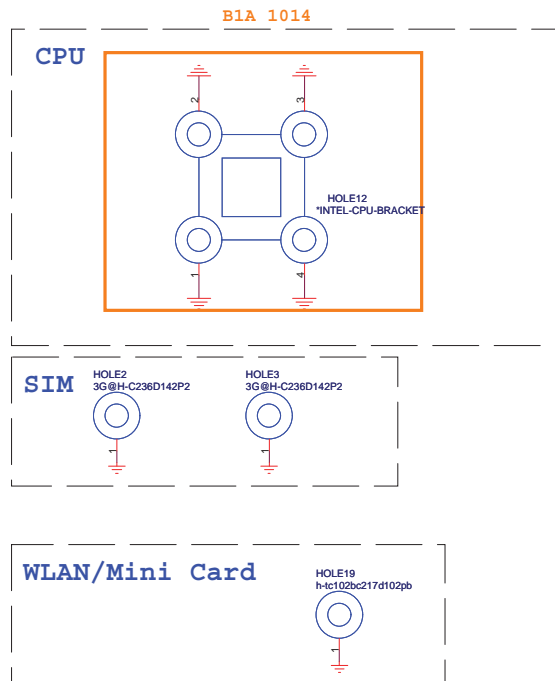 B1A 1014
CPU
2
3
HOLE12
*INTEL-CPU-BRACKET
1
4
SIM
HOLE2
3G@H-C236D142P2
HOLE3
3G@H-C236D142P2
1
1
WLAN/Mini Card
HOLE19
h-tc102bc217d102pb
1